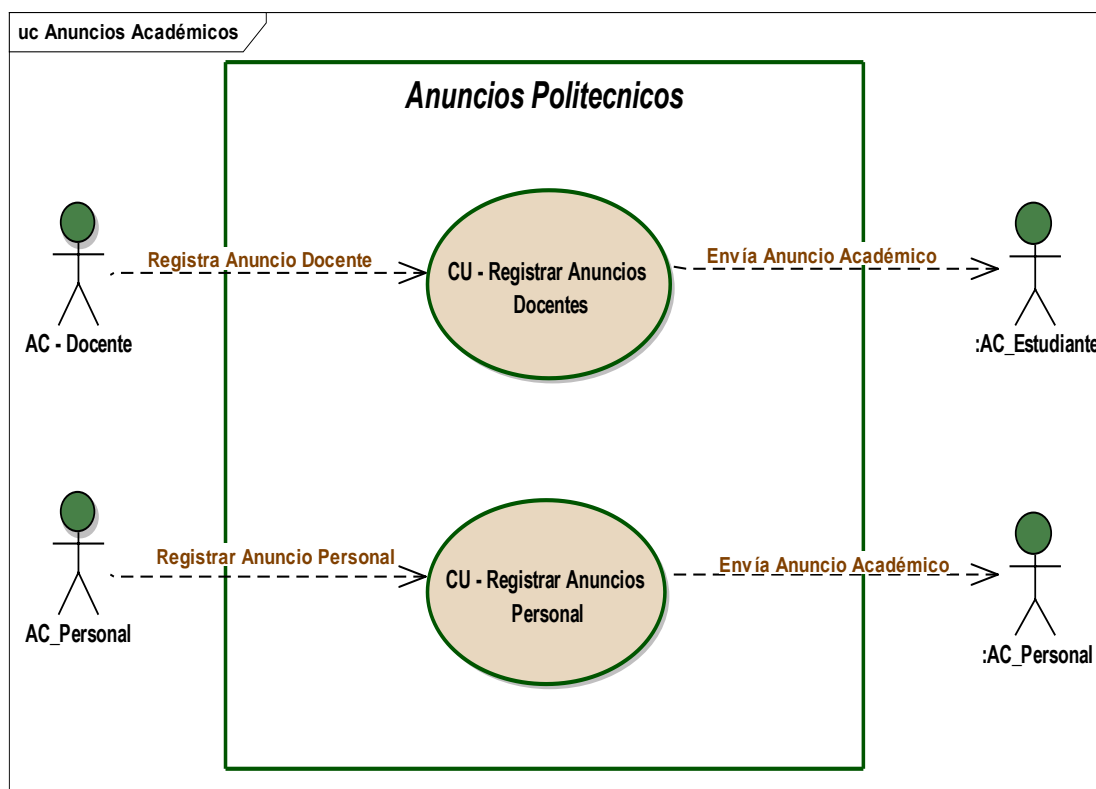 uc Anuncios Académicos
Anuncios Politecnicos
Registra Anuncio Docente
CU - Registrar Anuncios
Docentes
Envía Anuncio Académico
AC - Docente
:AC_Estudiante
Registrar Anuncio Personal
CU - Registrar Anuncios
Personal
Envía Anuncio Académico
AC_Personal
:AC_Personal